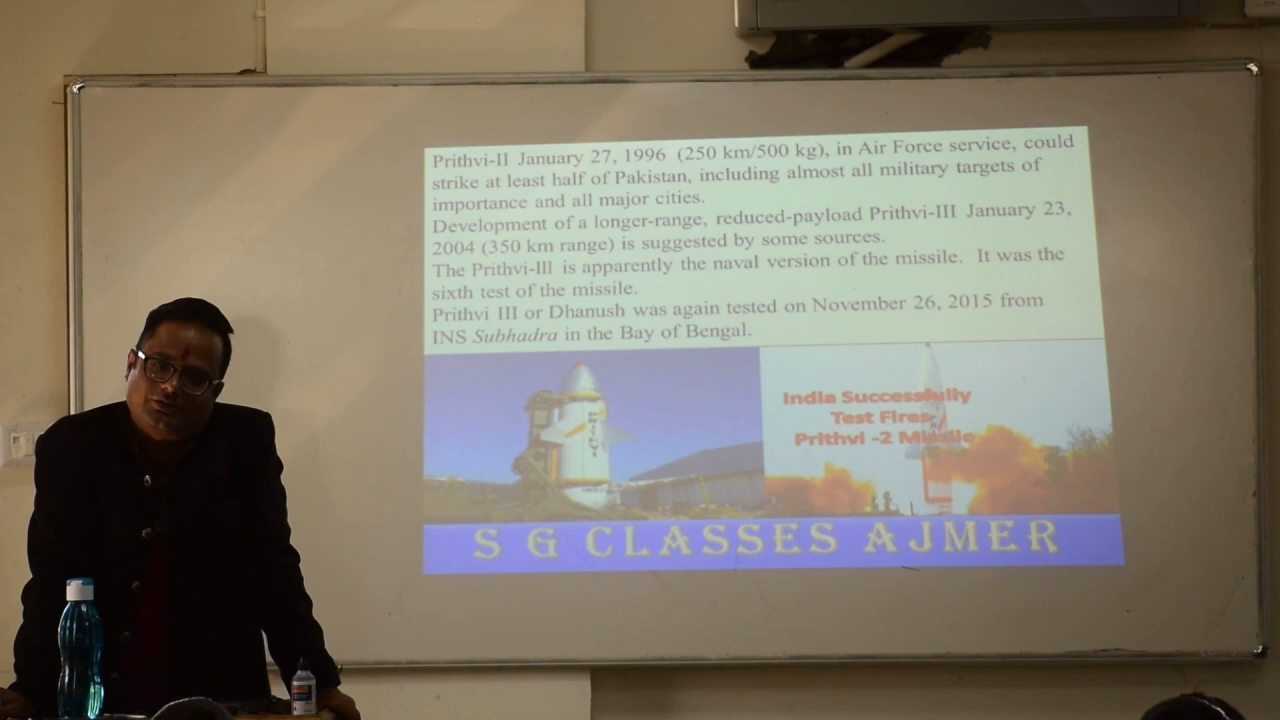 Prithvi-II January 27, 1996 (250 km/500 kg), in Air Force service, could
strike at least half of Pakistan, including almost all military targets of
importance and all major cities.
Development of a longer-range, reduced-payload Prithvi-III January 23,
2004 (350 km range) is suggested by some sources.
The Prithvi-III is apparently the naval version of the missile. It was the
sixth test of the missile.
Prithvi III or Dhanush was again tested on November 26, 2015 from
INS Subhadra in the Bay of Bengal.
PRITHVI
India Successfully
Test Fires
Prithvi -2 Missile
S G CLASSES AJMER